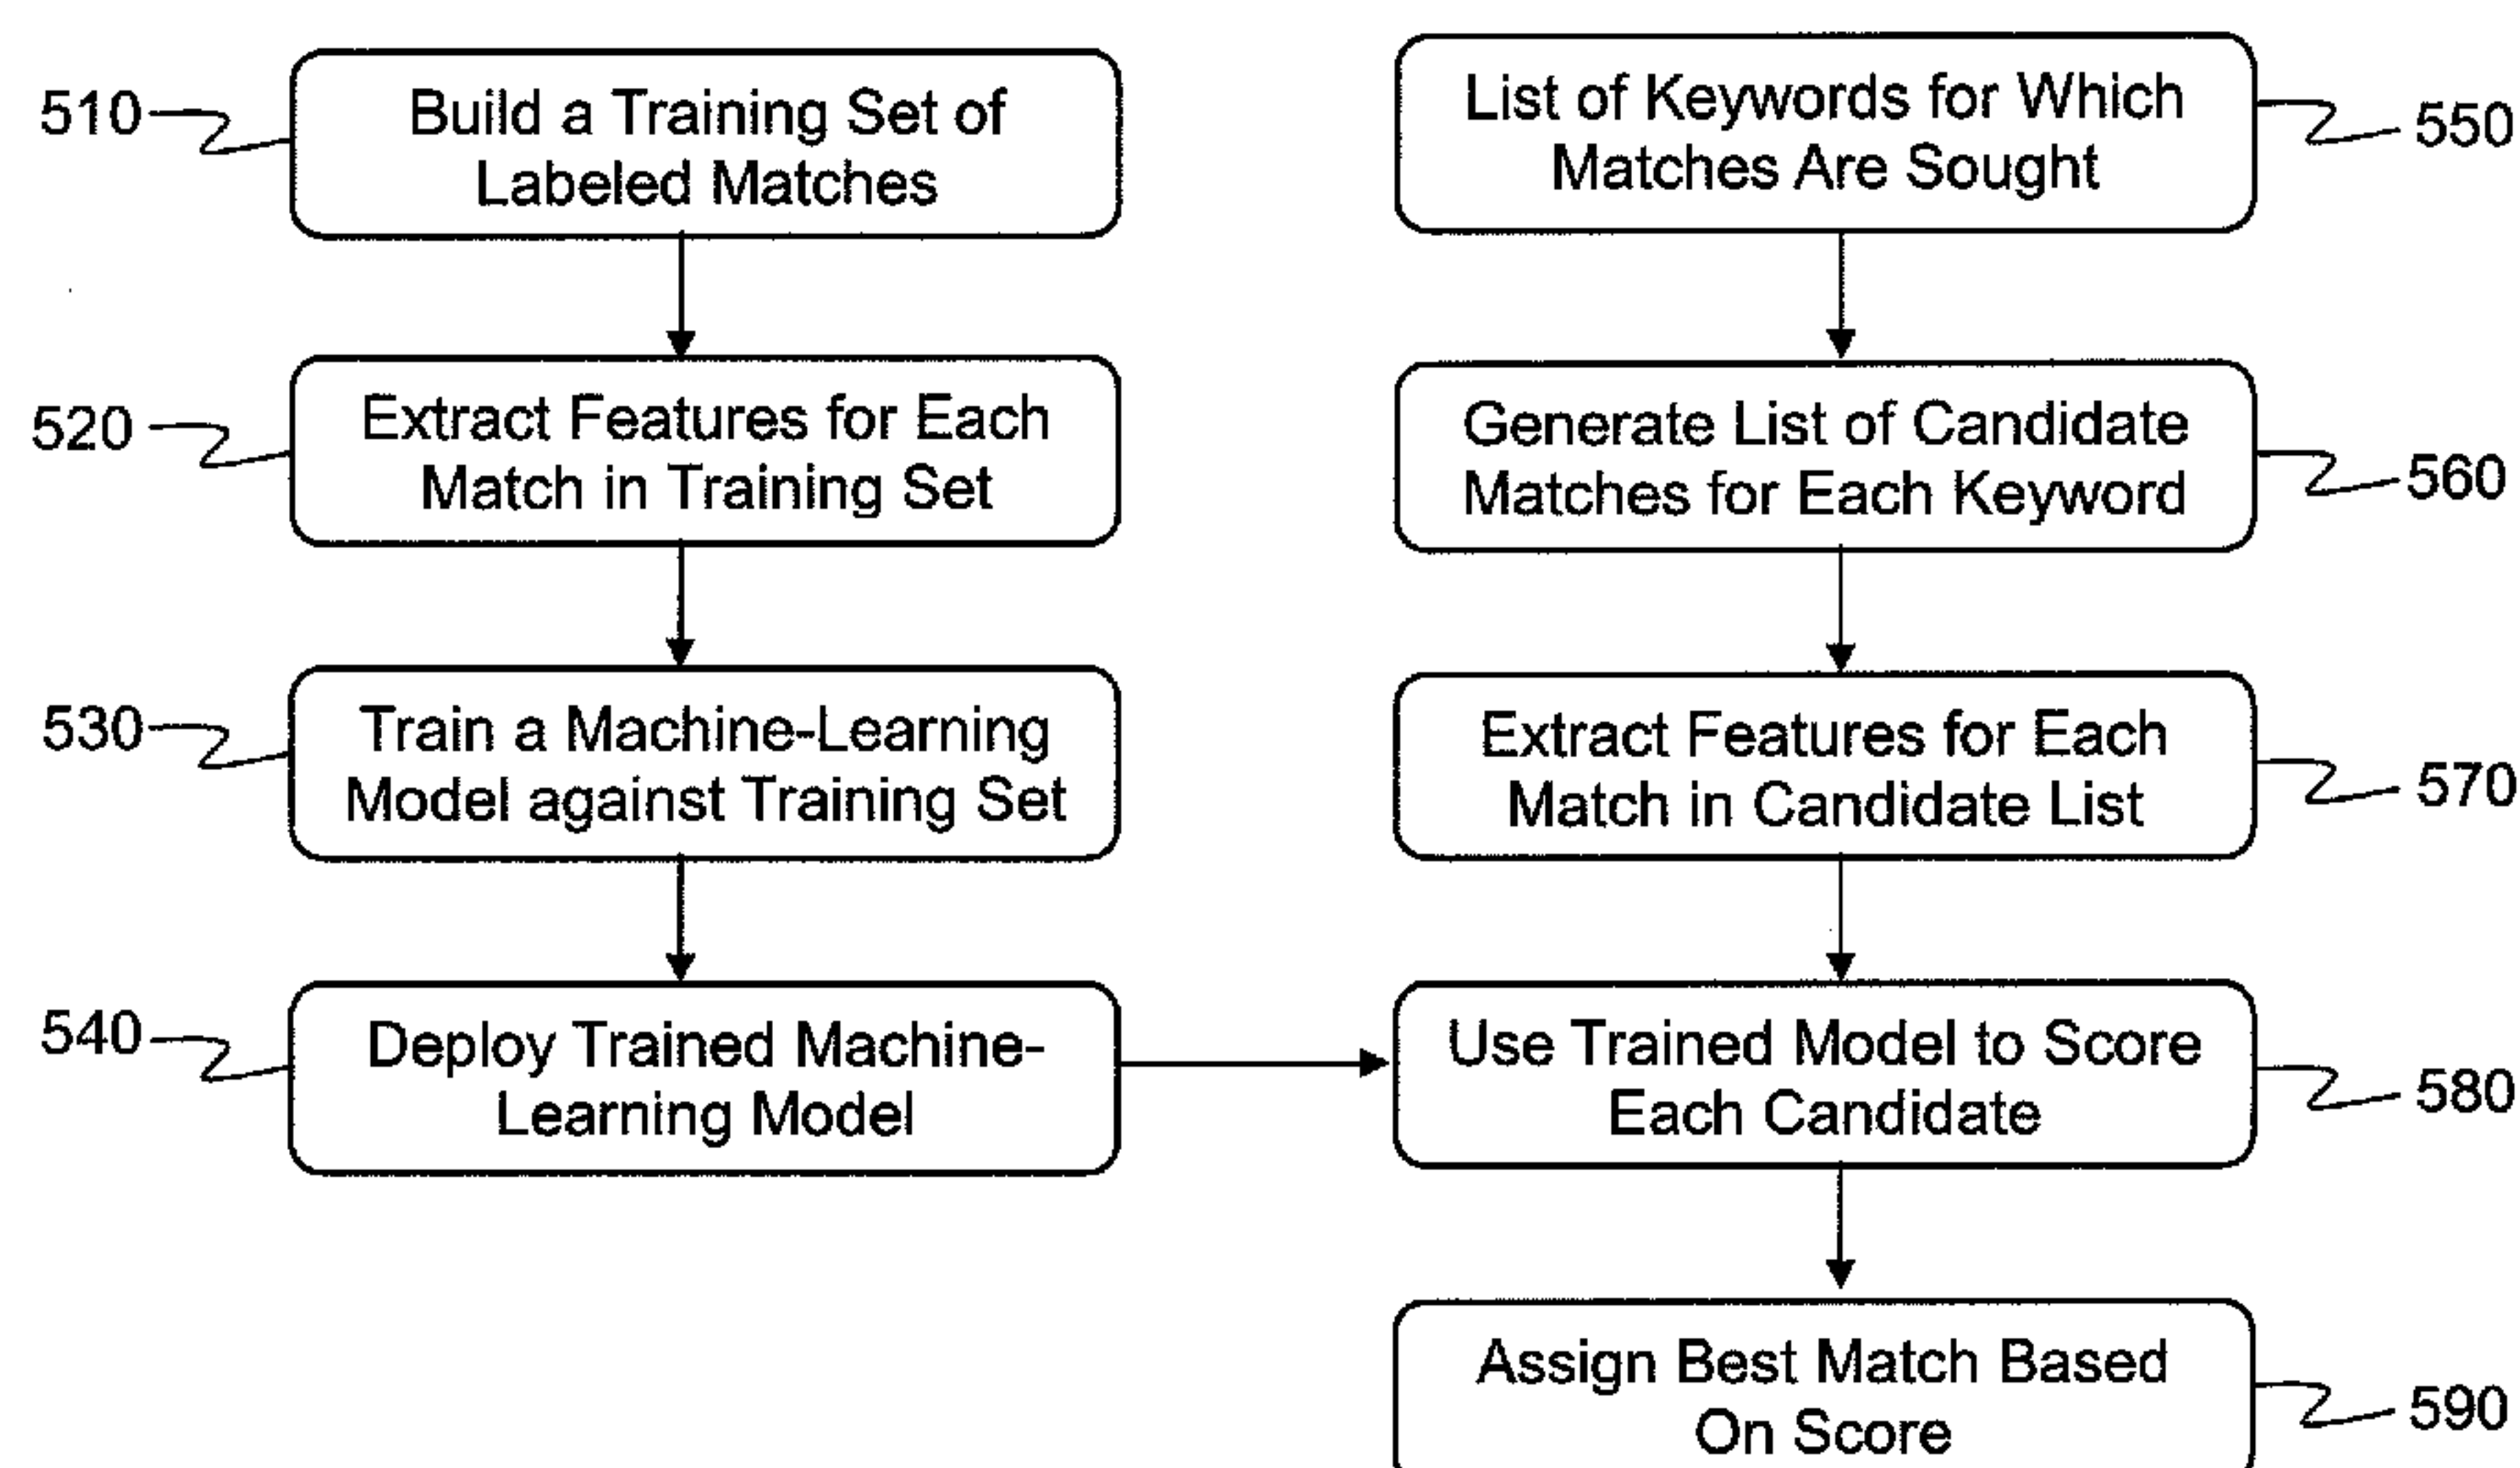 510
Build a Training Set of
Labeled Matches
520
Extract Features for Each
Match in Training Set
530
Train a Machine-Learning
Model against Training Set
540
Deploy Trained Machine-
Learning Model
List of Keywords for Which
Matches Are Sought
550
Generate List of Candidate
Matches for Each Keyword
560
Extract Features for Each
Match in Candidate List
570
Use Trained Model to Score
Each Candidate
580
Assign Best Match Based
On Score
590